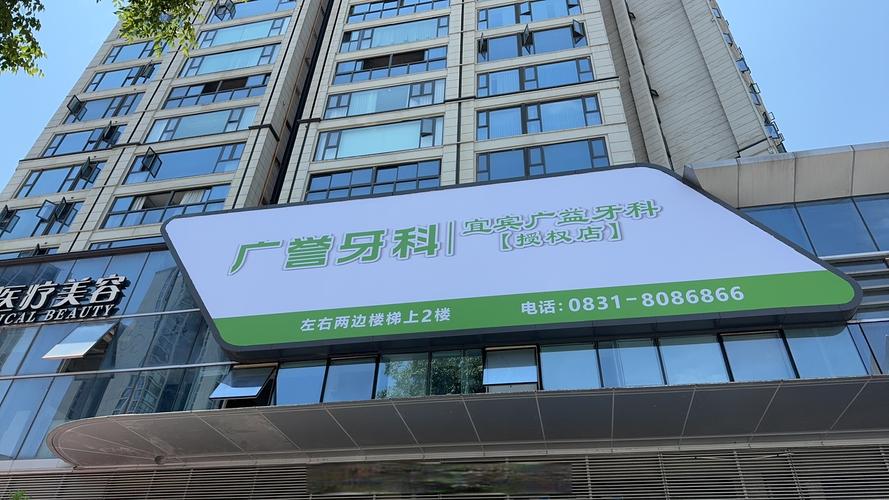 广誉牙科
宜宾广益牙科
【授权店】
左右两边楼梯上2楼
电话:0831-8086866
医疗美容
ICAL BEAUTY